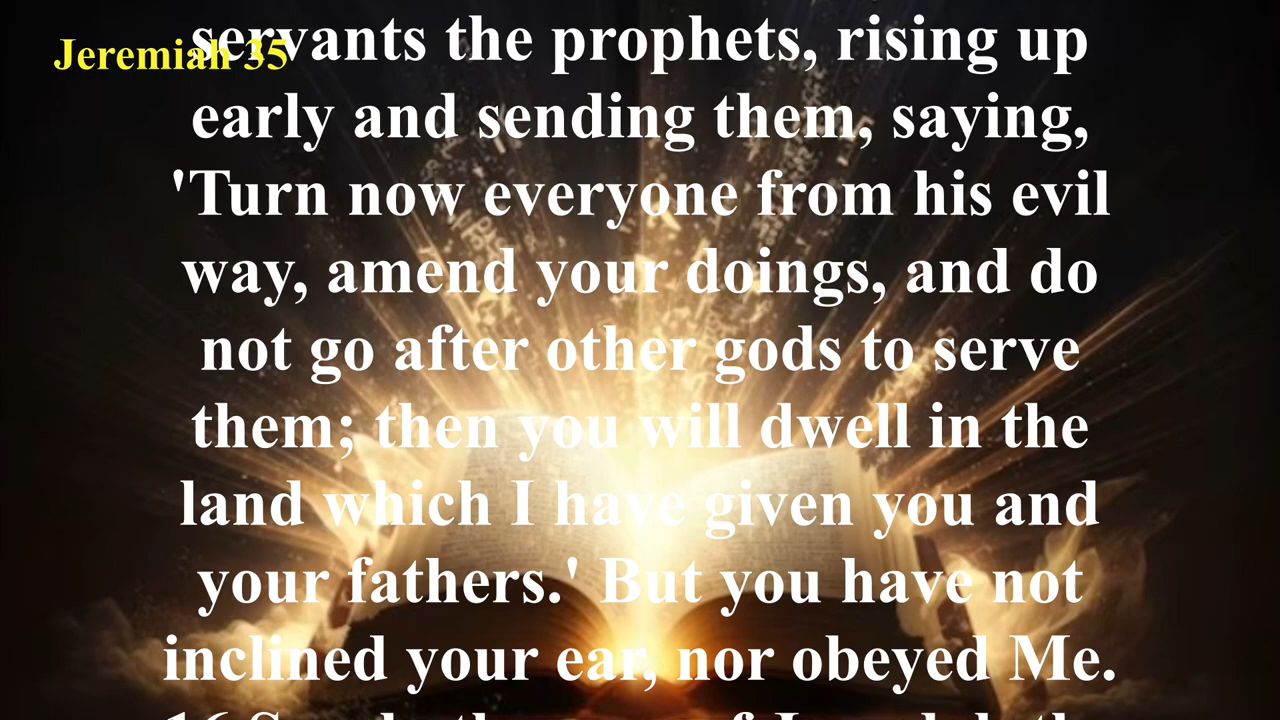 Jeremiah 35
servants the prophets, rising up
early and sending them, saying,
'Turn now everyone from his evil
way, amend your doings, and do
not go after other gods to serve
them; then you will dwell in the
land which I have given you and
your fathers.' But you have not
inclined your ear, nor obeyed Me.